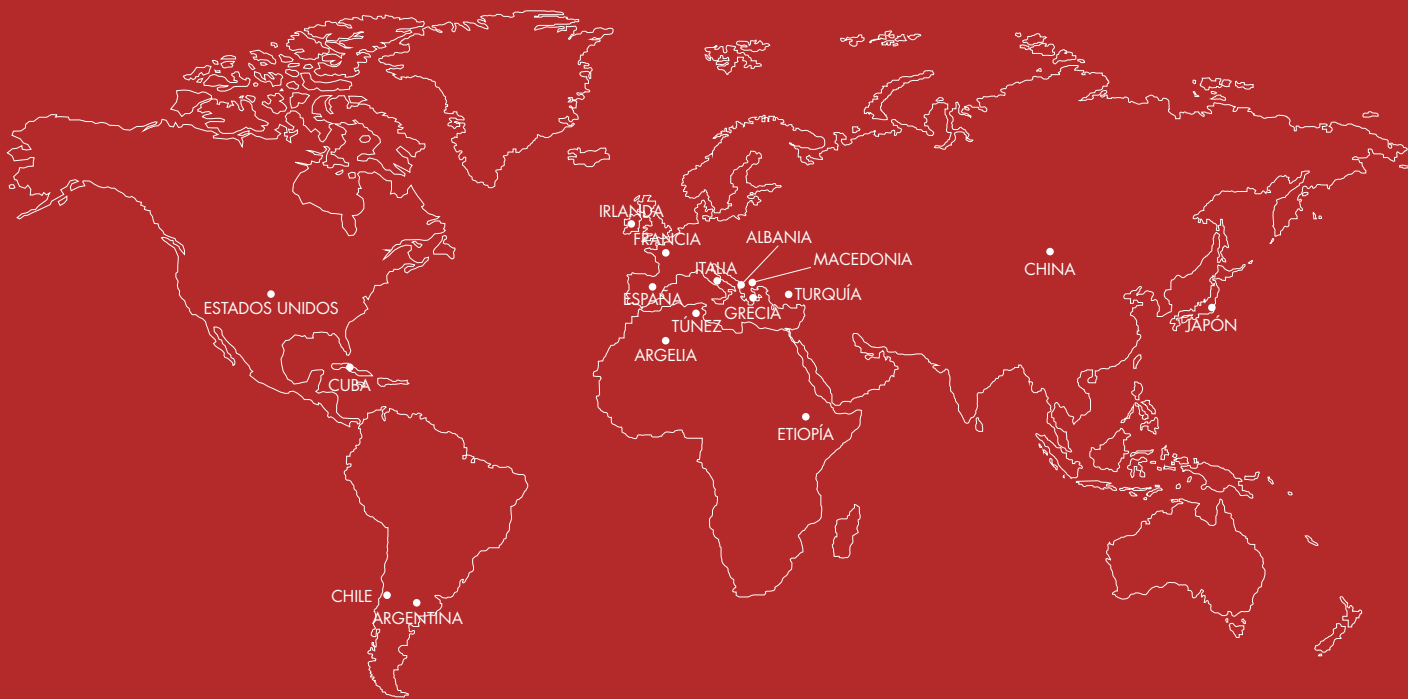 IRLANDA
FRANCIA
ALBANIA
MACEDONIA
ITALIA
CHINA
ESTADOS UNIDOS
ESPAÑA
TURQUÍA
GRECIA
TÚNEZ
JAPÓN
ARGELIA
CUBA
ETIOPÍA
CHILE
ARGENTINA